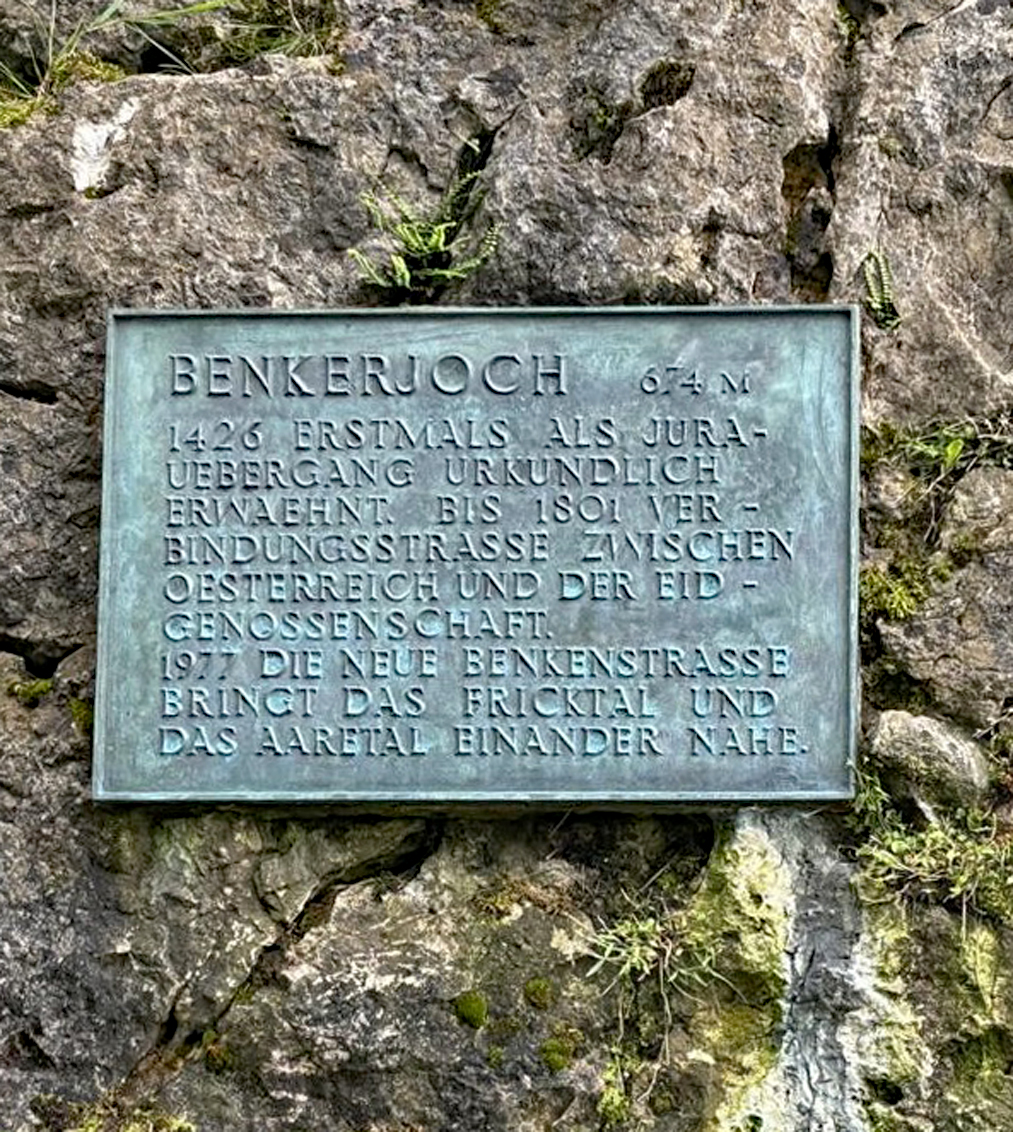 BENKERJOCH 674 M
1426 ERSTMALS ALS JURA-
UEBERGANG URKUNDLICH
ERWAEHNT. BIS 1801 VER-
BINDUNGSSTRASSE ZWISCHEN
OESTERREICH UND DER EID-
GENOSSENSCHAFT.
1977 DIE NEUE BENKENSTRASSE
BRINGT DAS FRICKTAL UND
DAS AARETAL EINANDER NAHE.